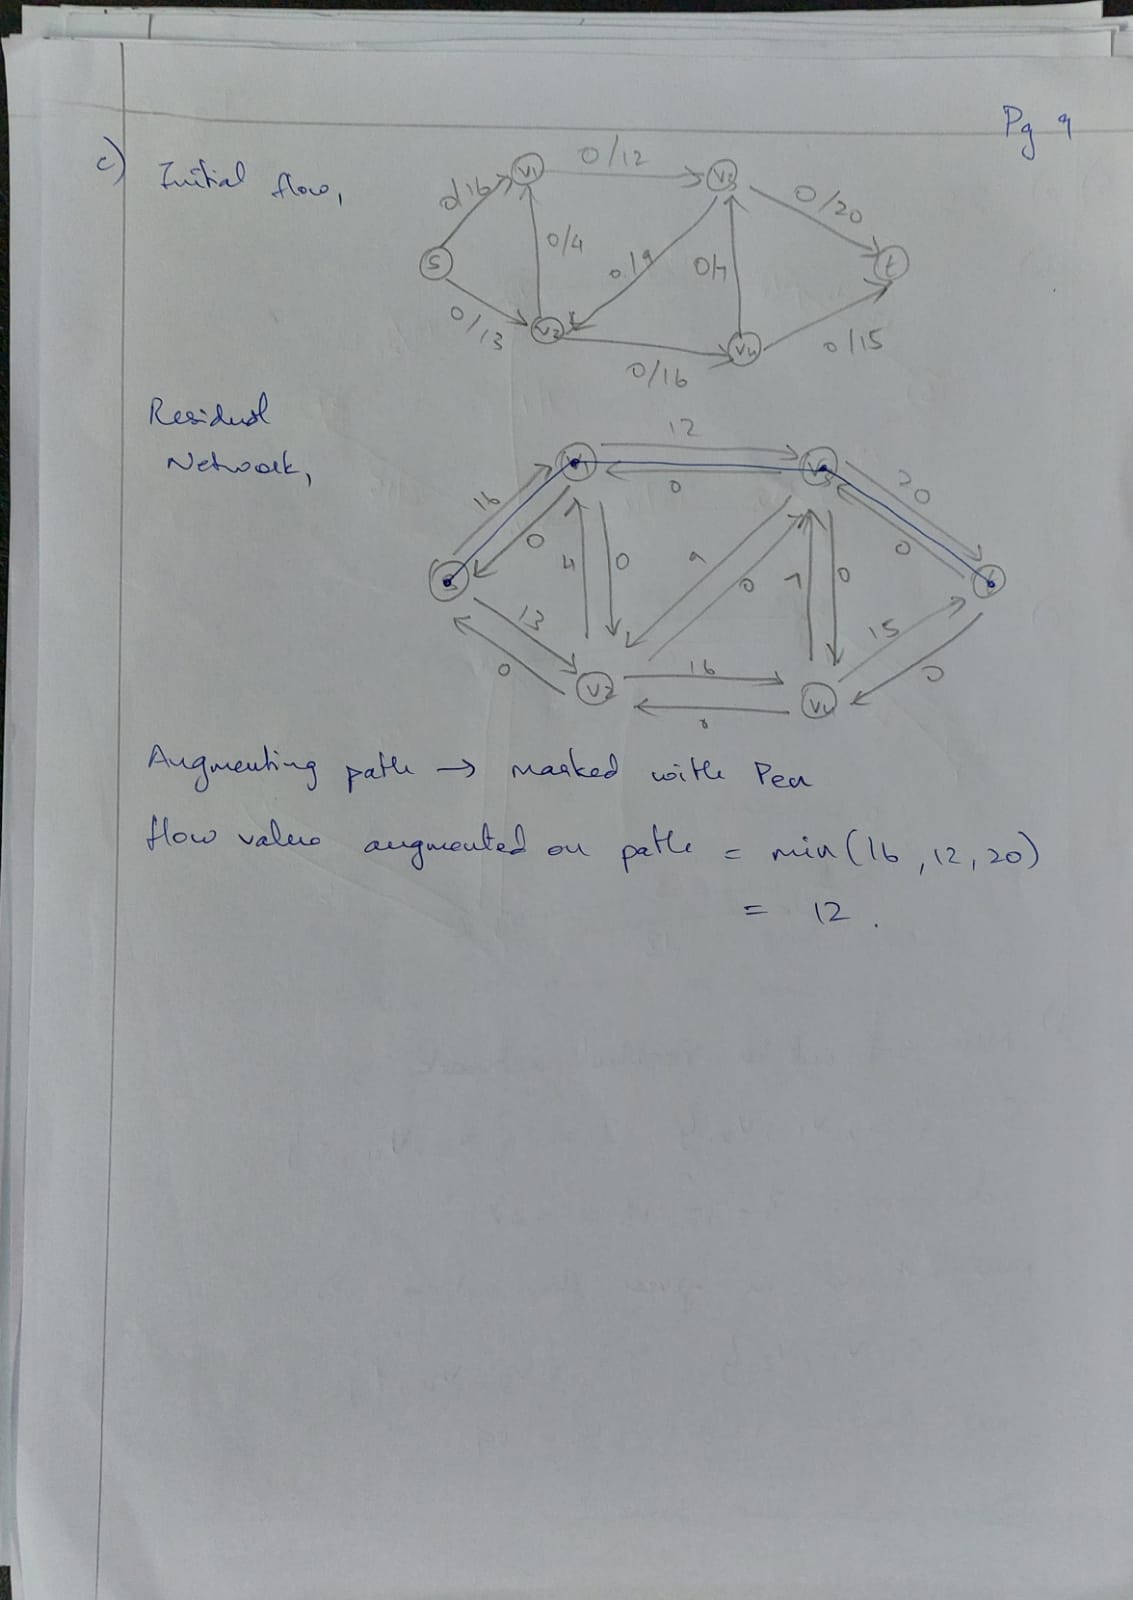 Pg 9
c) Initial flow,
0/16 v1 0/12 v3 0/20
s 0/4 0/9 0/7 t
0/13 v2 0/16 v4 0/15
Residual
Network,
12
16 v1 0 20
0 4 0 9 0 7 0 0
13 15
0 v2 16 v4 0
Augmenting path → marked with Pen
flow value augmented on path = min(16, 12, 20)
= 12.